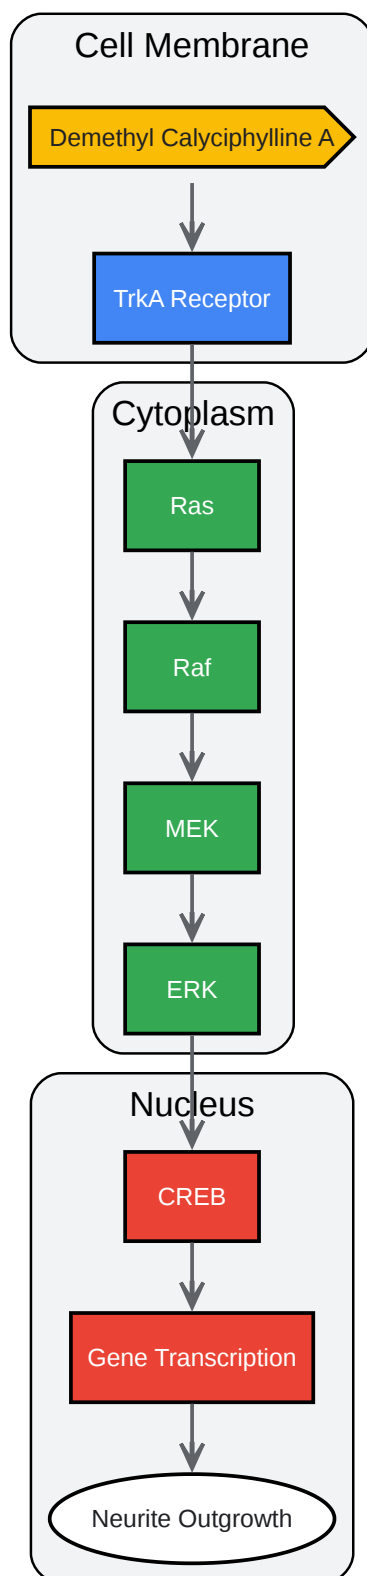 Cell Membrane
Demethyl Calyciphylline A
TrkA Receptor
Cytoplasm
Ras
Raf
MEK
ERK
Nucleus
CREB
Gene Transcription
Neurite Outgrowth